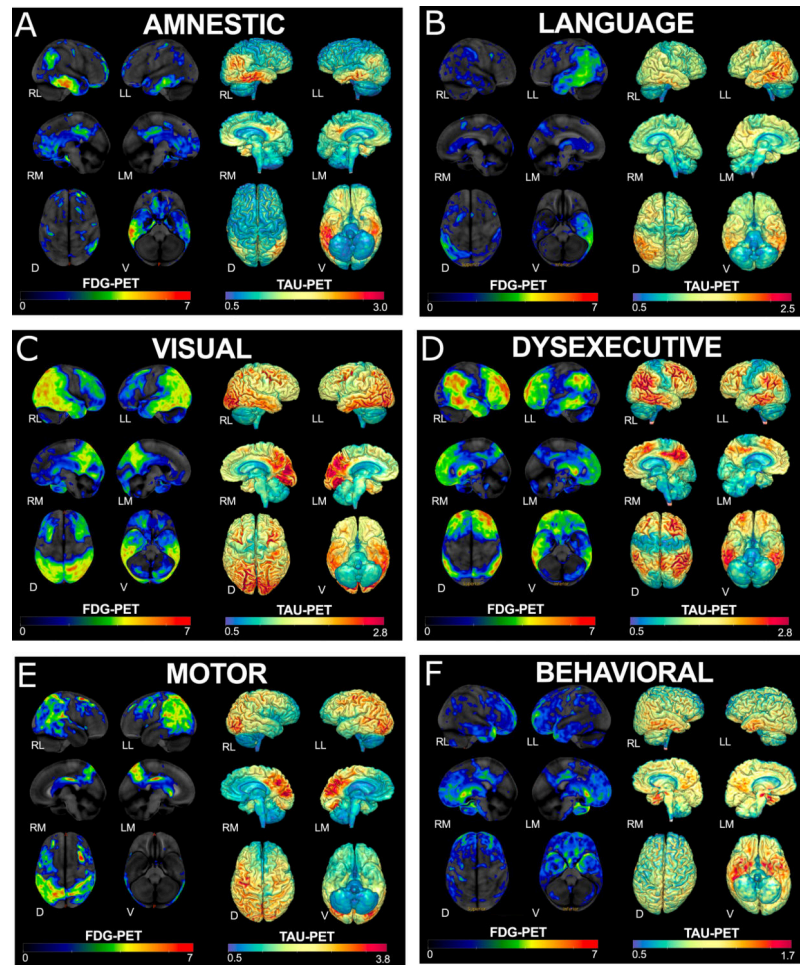 A AMNESTIC
RL LL RL LL
RM LM RM LM
D V D V
FDG-PET TAU-PET
0 7 0.5 3.0
B LANGUAGE
RL LL RL LL
RM LM RM LM
D V D V
FDG-PET TAU-PET
0 7 0.5 2.5
C VISUAL
RL LL RL LL
RM LM RM LM
D V D V
FDG-PET TAU-PET
0 7 0.5 2.8
D DYSEXECUTIVE
RL LL RL LL
RM LM RM LM
D V D V
FDG-PET TAU-PET
0 7 0.5 2.8
E MOTOR
RL LL RL LL
RM LM RM LM
D V D V
FDG-PET TAU-PET
0 7 0.5 3.8
F BEHAVIORAL
RL LL RL LL
RM LM RM LM
D V D V
FDG-PET TAU-PET
0 7 0.5 1.7